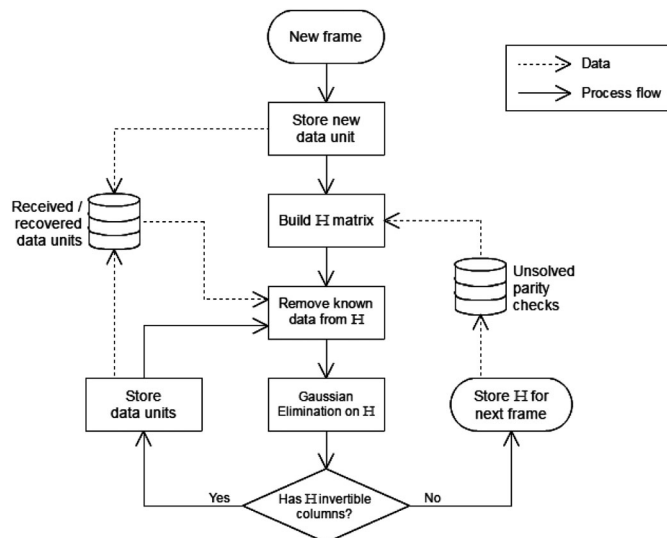 New frame
Data
Process flow
Store new
data unit
Received /
recovered
data units
Build H matrix
Unsolved
parity
checks
Remove known
data from H
Store
data units
Gaussian
Elimination on H
Store H for
next frame
Yes
Has H invertible
columns?
No